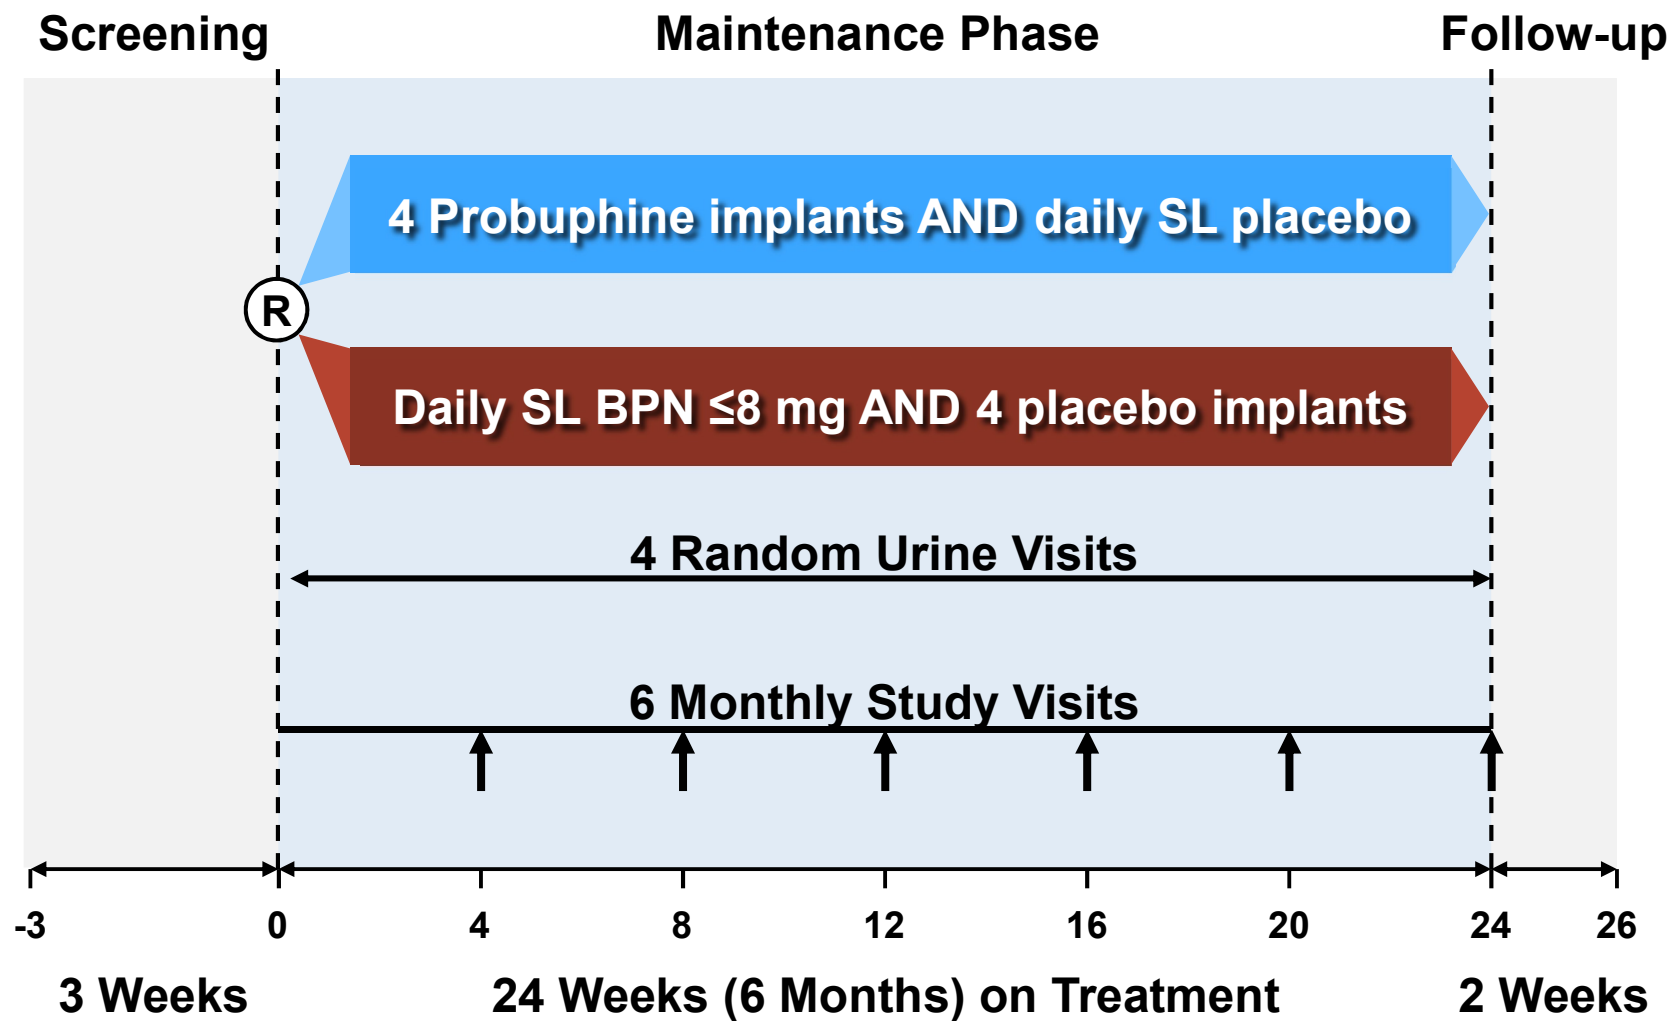 Screening Maintenance Phase Follow-up
4 Probuphine implants AND daily SL placebo
R
Daily SL BPN ≤8 mg AND 4 placebo implants
4 Random Urine Visits
6 Monthly Study Visits
-3 0 4 8 12 16 20 24 26
3 Weeks 24 Weeks (6 Months) on Treatment 2 Weeks